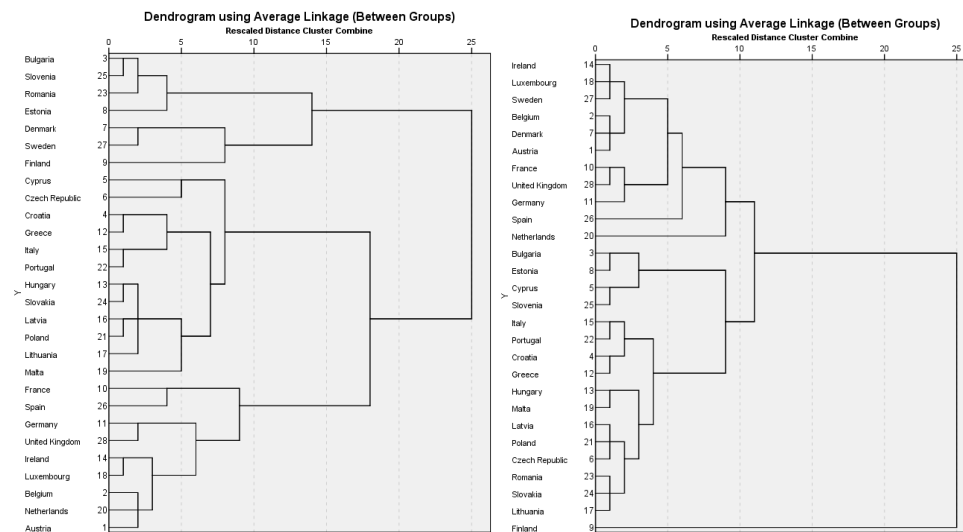 Dendrogram using Average Linkage (Between Groups)
Rescaled Distance Cluster Combine
0 5 10 15 20 25
Bulgaria 3
Slovenia 25
Romania 23
Estonia 8
Denmark 7
Sweden 27
Finland 9
Cyprus 5
Czech Republic 6
Croatia 4
Greece 12
Italy 15
Portugal 22
Hungary 13
Slovakia 24
Latvia 16
Poland 21
Lithuania 17
Malta 19
France 10
Spain 26
Germany 11
United Kingdom 28
Ireland 14
Luxembourg 18
Belgium 2
Netherlands 20
Austria 1
Y
Dendrogram using Average Linkage (Between Groups)
Rescaled Distance Cluster Combine
0 5 10 15 20 25
Ireland 14
Luxembourg 18
Sweden 27
Belgium 2
Denmark 7
Austria 1
France 10
United Kingdom 28
Germany 11
Spain 26
Netherlands 20
Bulgaria 3
Estonia 8
Cyprus 5
Slovenia 25
Italy 15
Portugal 22
Croatia 4
Greece 12
Hungary 13
Malta 19
Latvia 16
Poland 21
Czech Republic 6
Romania 23
Slovakia 24
Lithuania 17
Finland 9
Y